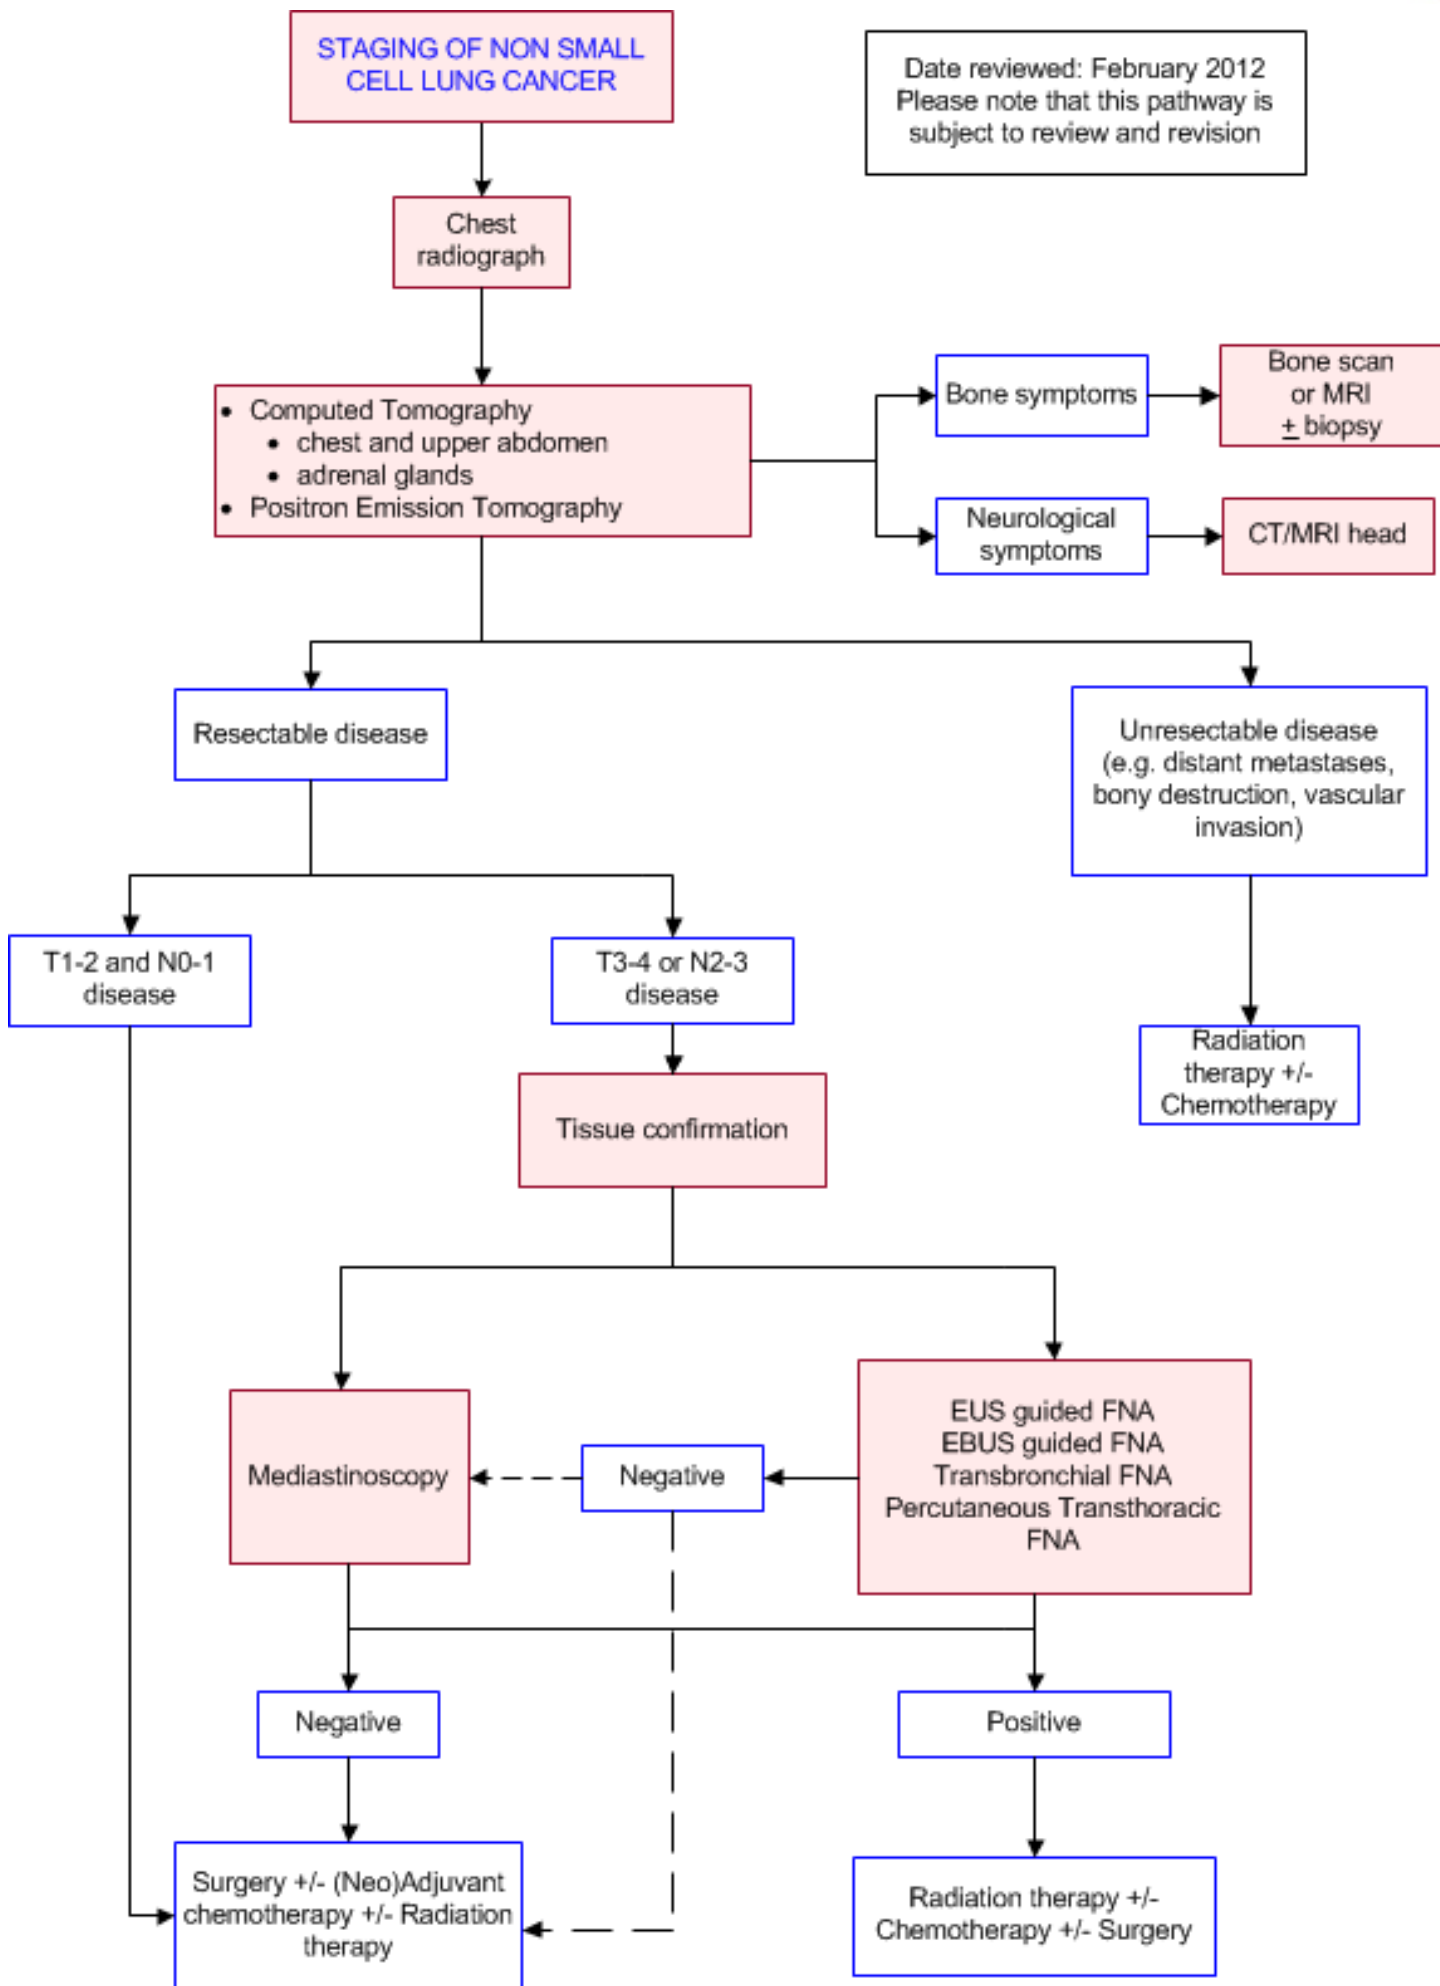 STAGING OF NON SMALL
CELL LUNG CANCER
Date reviewed: February 2012
Please note that this pathway is
subject to review and revision
Chest
radiograph
• Computed Tomography
• chest and upper abdomen
• adrenal glands
• Positron Emission Tomography
Bone symptoms
Bone scan
or MRI
± biopsy
Neurological
symptoms
CT/MRI head
Resectable disease
Unresectable disease
(e.g. distant metastases,
bony destruction, vascular
invasion)
T1-2 and N0-1
disease
T3-4 or N2-3
disease
Radiation
therapy +/-
Chemotherapy
Tissue confirmation
Mediastinoscopy
Negative
EUS guided FNA
EBUS guided FNA
Transbronchial FNA
Percutaneous Transthoracic
FNA
Negative
Positive
Surgery +/- (Neo)Adjuvant
chemotherapy +/- Radiation
therapy
Radiation therapy +/-
Chemotherapy +/- Surgery